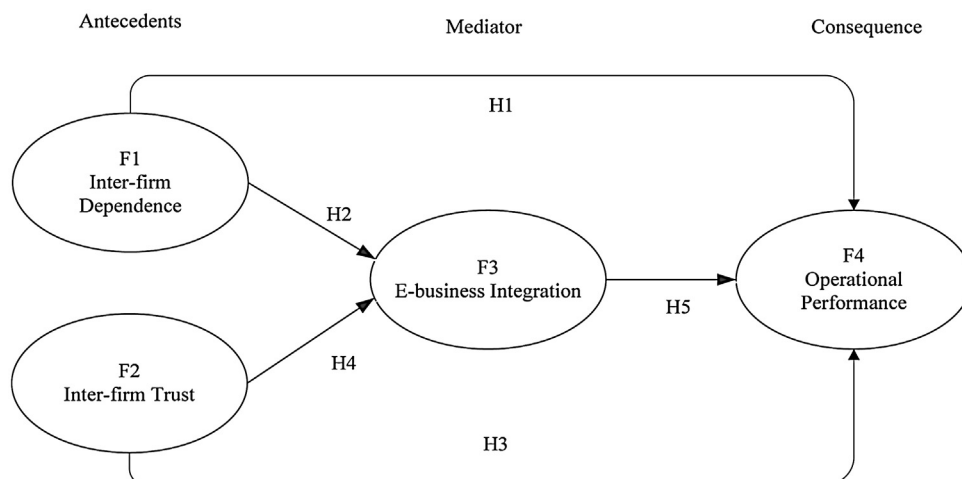 Antecedents
Mediator
Consequence
H1
F1
Inter-firm
Dependence
H2
F3
E-business Integration
F4
Operational
Performance
H5
F2
Inter-firm Trust
H4
H3